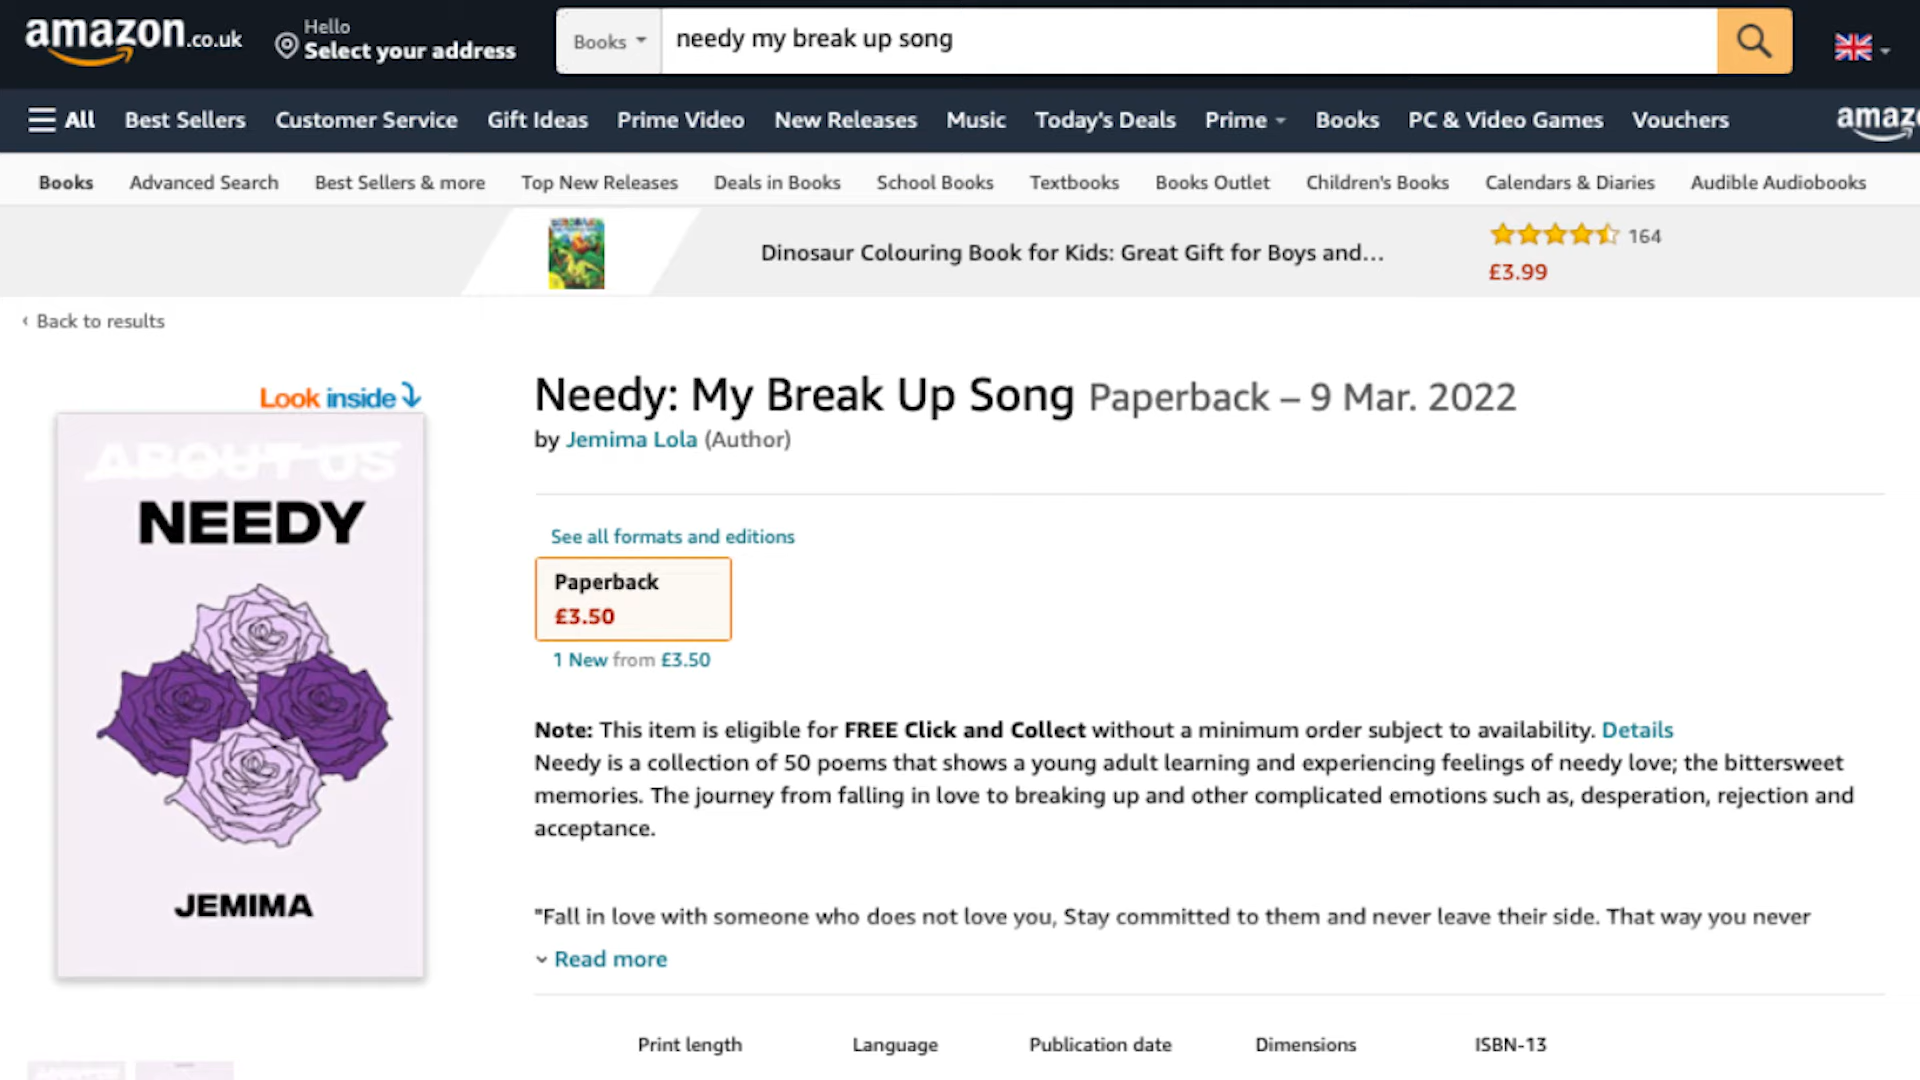 amazon.co.uk
Hello
Select your address
Books
needy my break up song
All
Best Sellers
Customer Service
Gift Ideas
Prime Video
New Releases
Music
Today's Deals
Prime
Books
PC & Video Games
Vouchers
amaz
Books
Advanced Search
Best Sellers & more
Top New Releases
Deals in Books
School Books
Textbooks
Books Outlet
Children's Books
Calendars & Diaries
Audible Audiobooks
Dinosaur Colouring Book for Kids: Great Gift for Boys and...
164
£3.99
‹ Back to results
Look inside
ABOUT US
NEEDY
JEMIMA
Needy: My Break Up Song Paperback – 9 Mar. 2022
by Jemima Lola (Author)
See all formats and editions
Paperback
£3.50
1 New from £3.50
Note: This item is eligible for FREE Click and Collect without a minimum order subject to availability. Details
Needy is a collection of 50 poems that shows a young adult learning and experiencing feelings of needy love; the bittersweet
memories. The journey from falling in love to breaking up and other complicated emotions such as, desperation, rejection and
acceptance.
"Fall in love with someone who does not love you, Stay committed to them and never leave their side. That way you never
Read more
Print length
Language
Publication date
Dimensions
ISBN-13